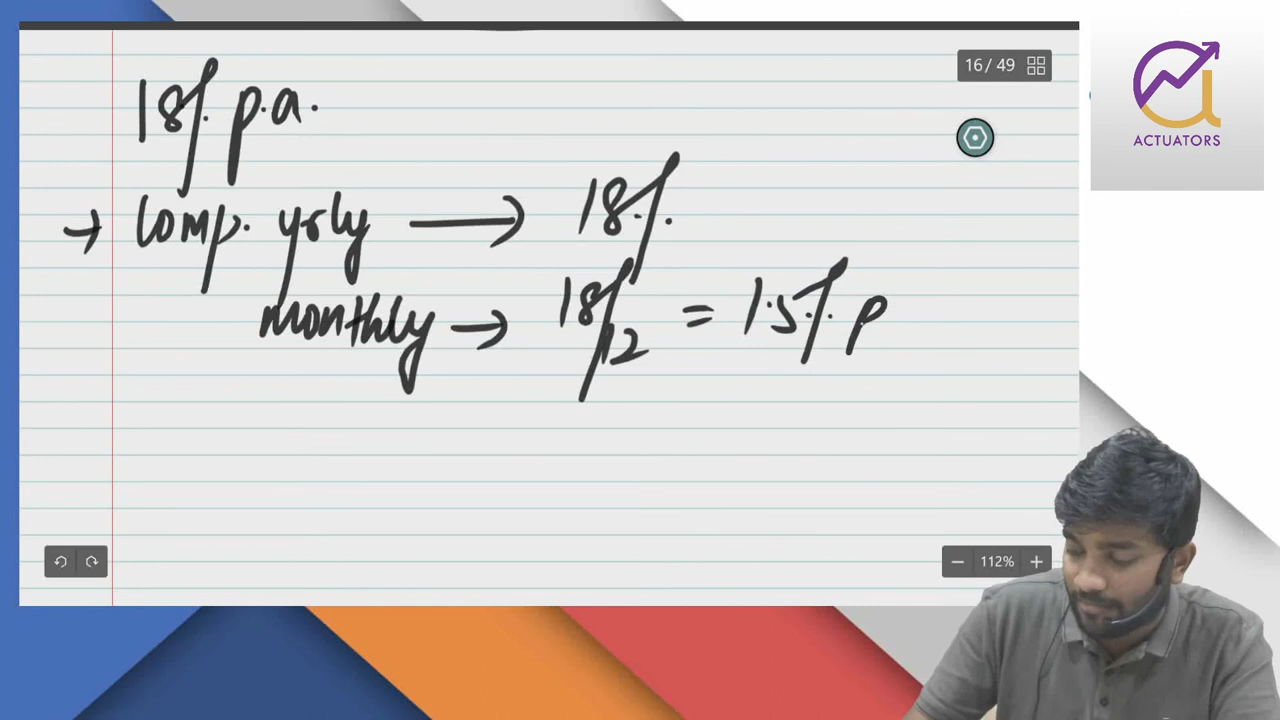 18% p.a.
→ Comp. yrly ⟶ 18%.
monthly → 18/12 = 1.5% p
16 / 49
112%
ACTUATORS